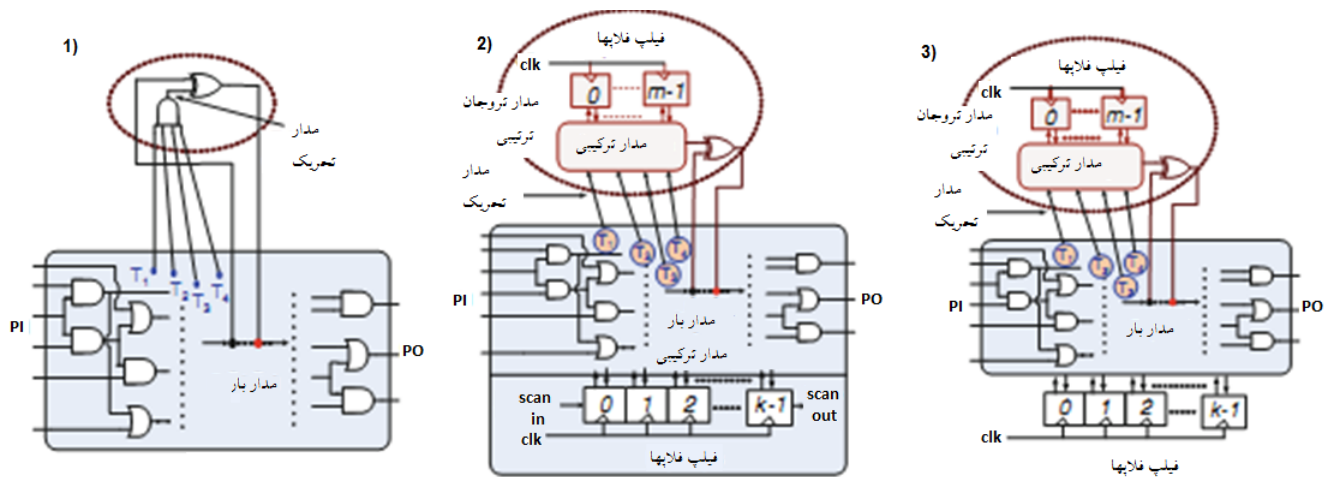 1)
مدار
تحریک
T1
T2
T3
T4
PI
PO
مدار بار
2)
فیلپ فلاپها
clk
0
m-1
مدار تروجان
ترتیبی
مدار ترکیبی
مدار
تحریک
T1
T2
T3
T4
PI
PO
مدار بار
مدار ترکیبی
scan
in
0
1
2
k-1
scan
out
clk
فیلپ فلاپها
3)
فیلپ فلاپها
clk
0
m-1
مدار تروجان
ترتیبی
مدار ترکیبی
مدار
تحریک
T1
T2
T3
T4
PI
PO
مدار بار
0
1
2
k-1
clk
فیلپ فلاپها